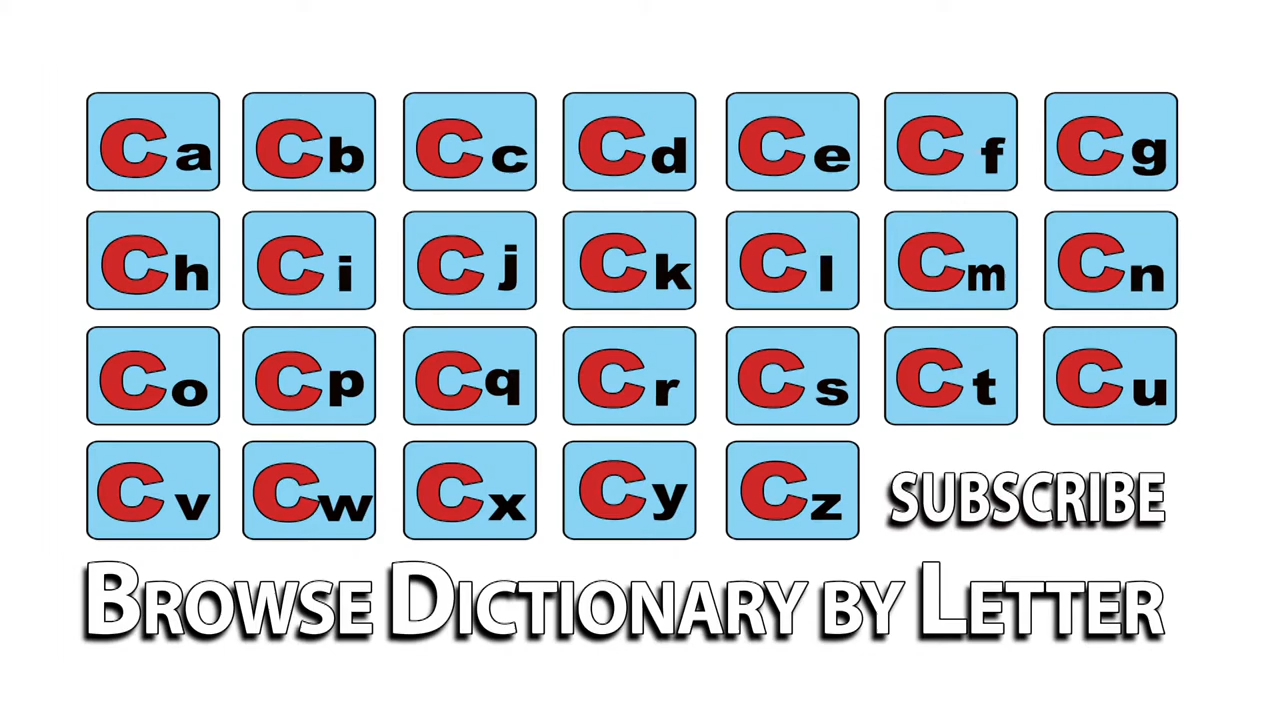 Ca Cb Cc Cd Ce Cf Cg
Ch Ci Cj Ck Cl Cm Cn
Co Cp Cq Cr Cs Ct Cu
Cv Cw Cx Cy Cz SUBSCRIBE
BROWSE DICTIONARY BY LETTER